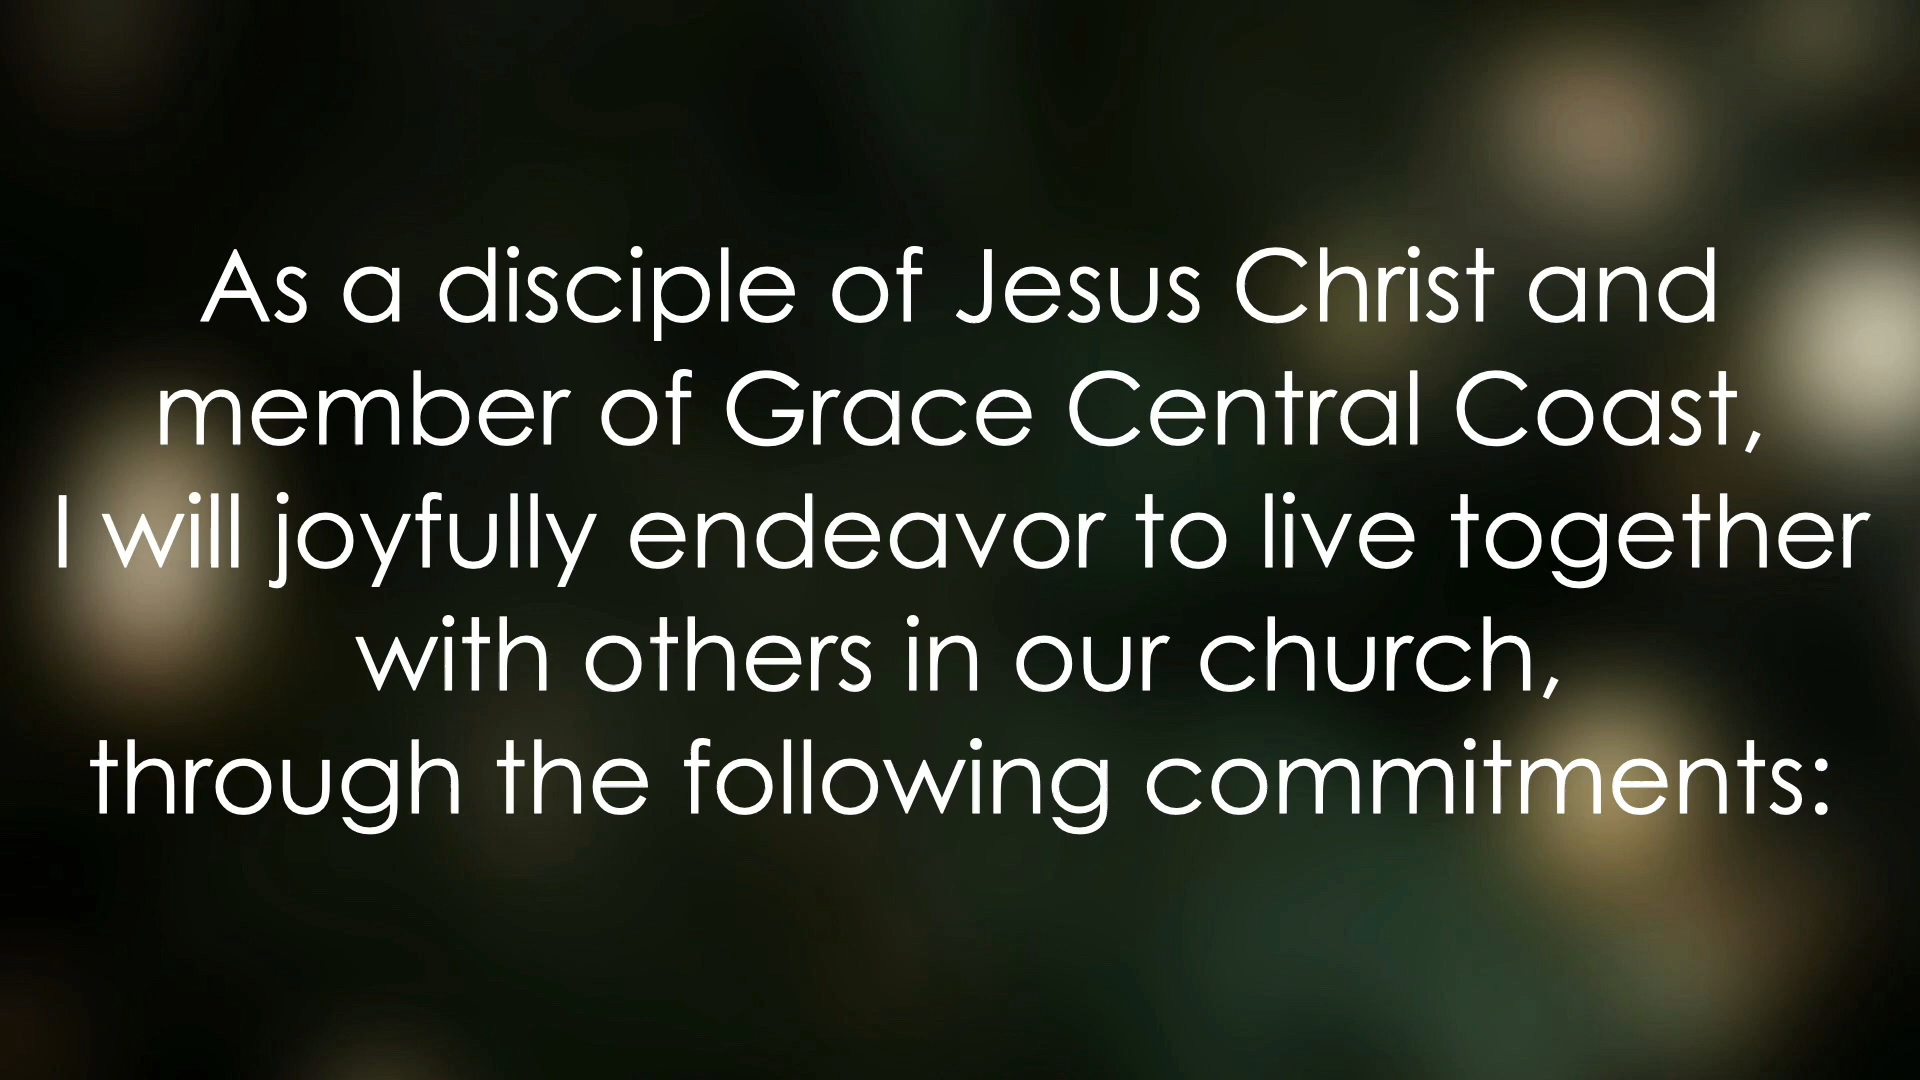 As a disciple of Jesus Christ and
member of Grace Central Coast,
I will joyfully endeavor to live together
with others in our church,
through the following commitments: